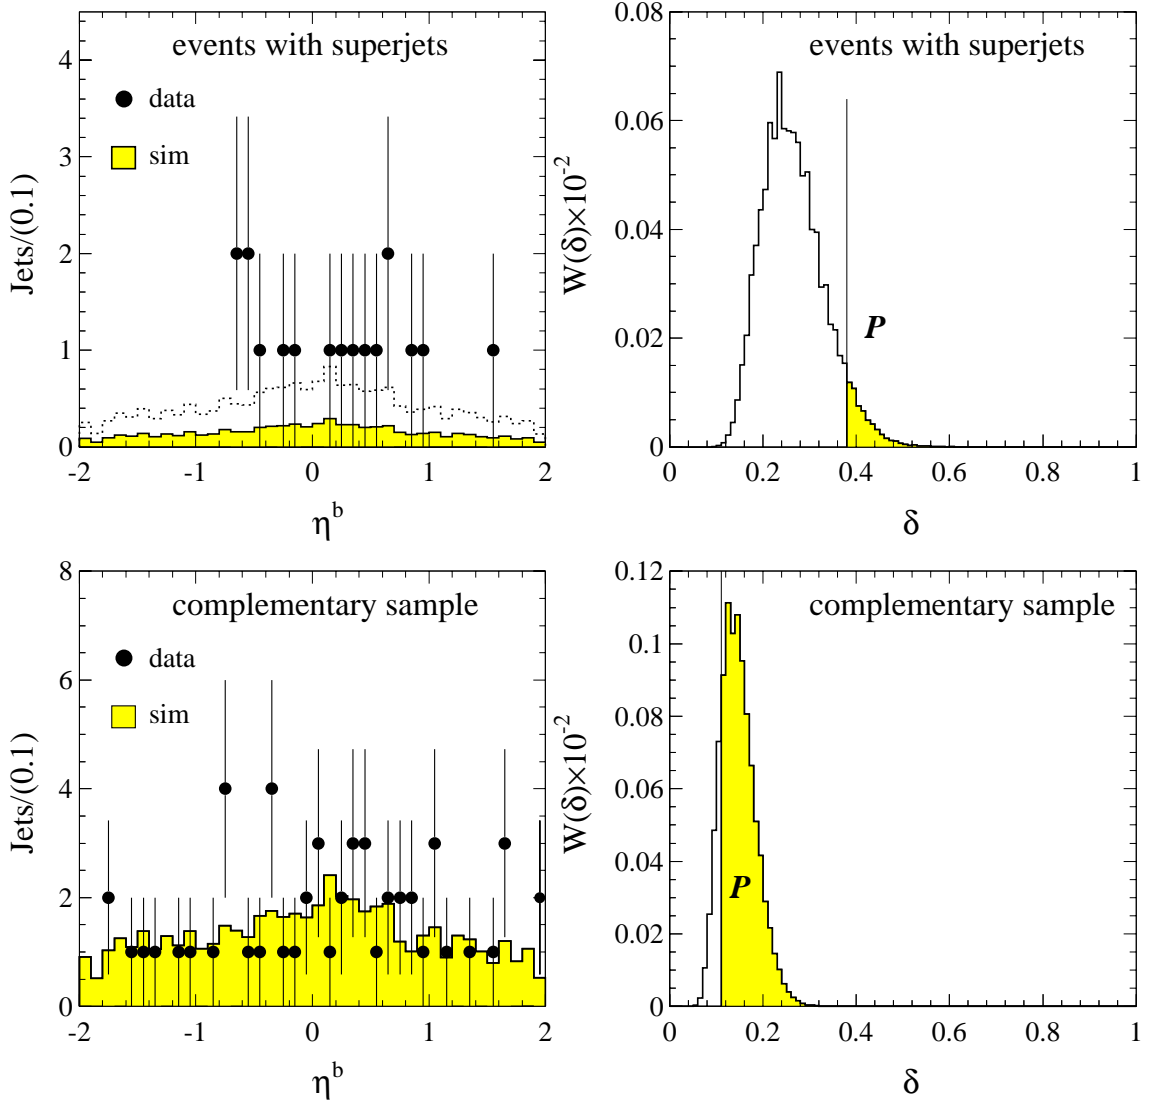 events with superjets
data
sim
Jets/(0.1)
4
3
2
1
0
-2 -1 0 1 2
η^b
events with superjets
W(δ)×10^-2
0.08
0.06
0.04
0.02
0
P
0 0.2 0.4 0.6 0.8 1
δ
complementary sample
data
sim
Jets/(0.1)
8
6
4
2
0
-2 -1 0 1 2
η^b
complementary sample
W(δ)×10^-2
0.12
0.1
0.08
0.06
0.04
0.02
0
P
0 0.2 0.4 0.6 0.8 1
δ